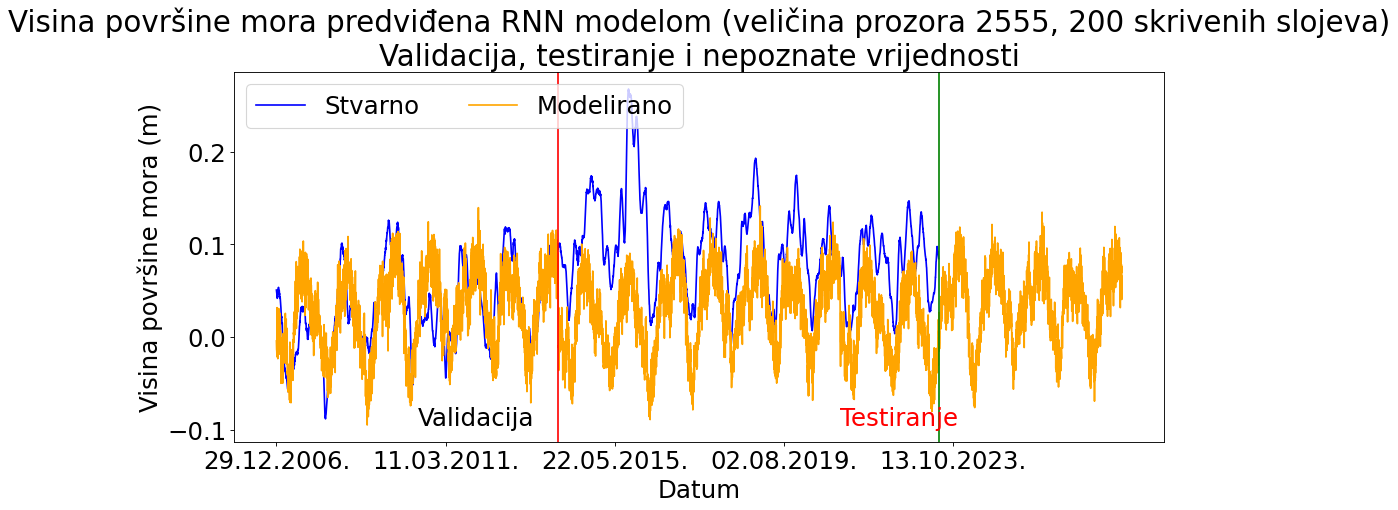 Visina površine mora predviđena RNN modelom (veličina prozora 2555, 200 skrivenih slojeva)
Validacija, testiranje i nepoznate vrijednosti
Stvarno Modelirano
Visina površine mora (m)
0.2
0.1
0.0
−0.1
Validacija Testiranje
29.12.2006. 11.03.2011. 22.05.2015. 02.08.2019. 13.10.2023.
Datum